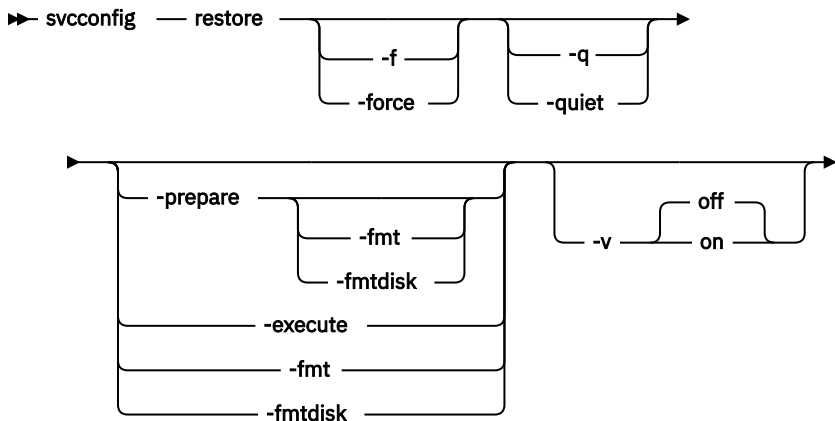 svcconfig restore
-f
-q
-force
-quiet
-prepare
off
-fmt
-v on
-fmtdisk
-execute
-fmt
-fmtdisk